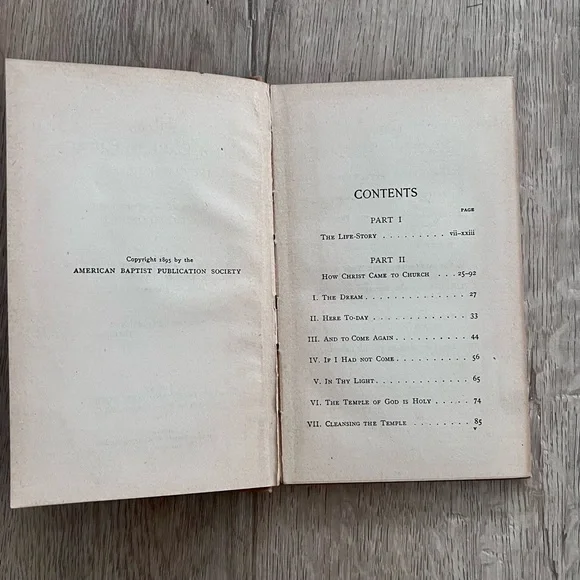 Copyright 1895 by the
AMERICAN BAPTIST PUBLICATION SOCIETY
CONTENTS
PAGE
PART I
THE LIFE-STORY . . . . . . . . . vii-xxiii
PART II
HOW CHRIST CAME TO CHURCH . . . 25-92
I. THE DREAM . . . . . . . . . . . . . 27
II. HERE TO-DAY . . . . . . . . . . . . 33
III. AND TO COME AGAIN . . . . . . . . . 44
IV. IF I HAD NOT COME . . . . . . . . . 56
V. IN THY LIGHT . . . . . . . . . . . . 65
VI. THE TEMPLE OF GOD IS HOLY . . . . . 74
VII. CLEANSING THE TEMPLE . . . . . . . . 85
v